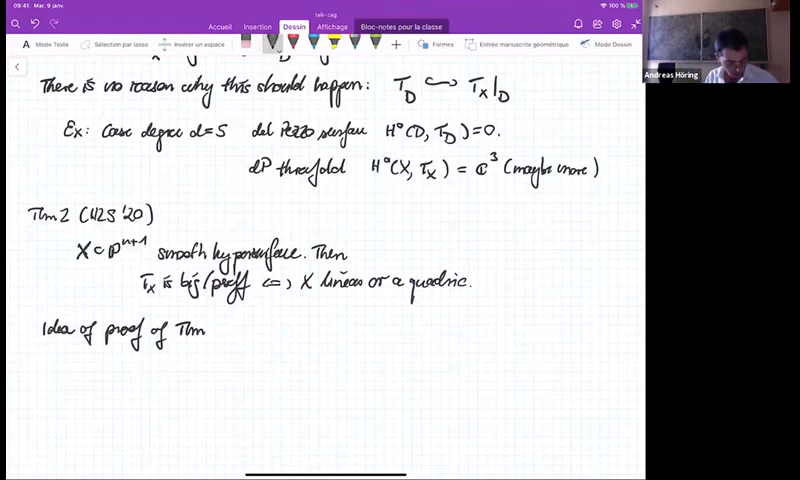 09:41 Mar. 9 janv.
talk-zag
100 %
Accueil Insertion Dessin Affichage Bloc-notes pour la classe
Mode Texte Sélection par lasso Insérer un espace Formes Entrée manuscrite géométrique Mode Dessin
Andreas Höring
There is no reason why this should happen: T_D ↪ T_X|_D
Ex: Case degree d=5 del Pezzo surface H⁰(D, T_D)=0.
dP threefold H⁰(X, T_X) = ℂ³ (maybe more)
Thm 2 (HLS '20)
X ⊂ ℙⁿ⁺¹ smooth hypersurface. Then
T_X is big/pseff ⇔ X linear or a quadric.
Idea of proof of Thm